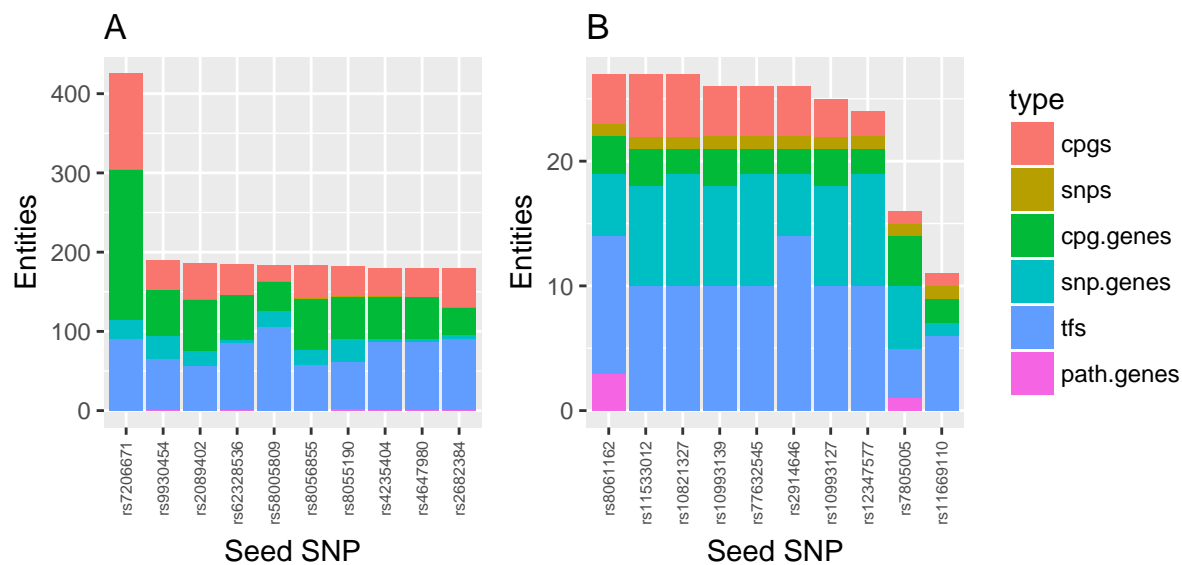 A
Entities
400
300
200
100
0
rs7206671
rs9930454
rs2089402
rs62328536
rs58005809
rs8056855
rs8055190
rs4235404
rs4647980
rs2682384
Seed SNP
B
Entities
20
10
0
rs8061162
rs11533012
rs10821327
rs10993139
rs77632545
rs2914646
rs10993127
rs12347577
rs7805005
rs11669110
Seed SNP
type
cpgs
snps
cpg.genes
snp.genes
tfs
path.genes